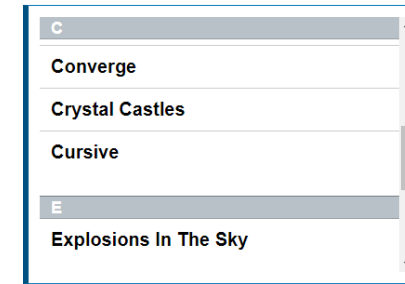 C
Converge
Crystal Castles
Cursive
E
Explosions In The Sky